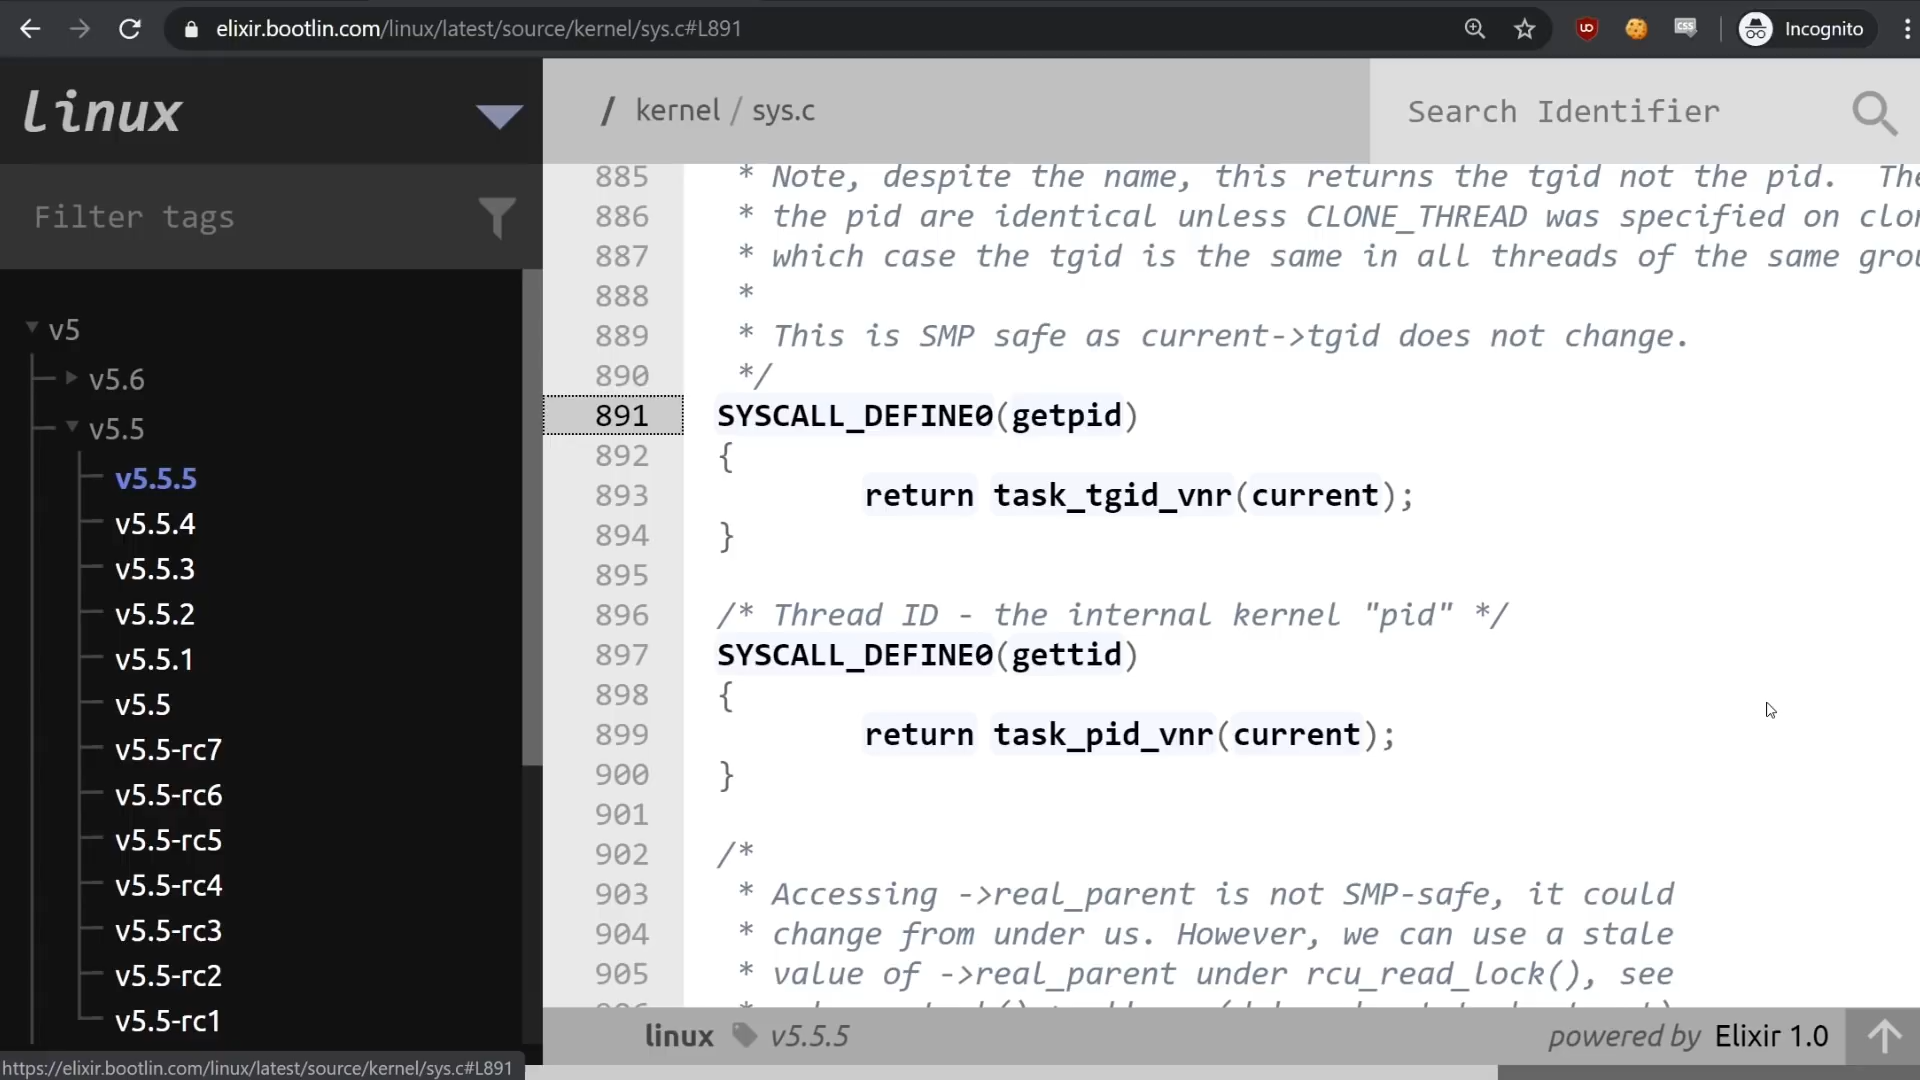 elixir.bootlin.com/linux/latest/source/kernel/sys.c#L891
Incognito
linux
/ kernel / sys.c
Search Identifier
Filter tags
v5
v5.6
v5.5
v5.5.5
v5.5.4
v5.5.3
v5.5.2
v5.5.1
v5.5
v5.5-rc7
v5.5-rc6
v5.5-rc5
v5.5-rc4
v5.5-rc3
v5.5-rc2
v5.5-rc1
885 * Note, despite the name, this returns the tgid not the pid. The
886 * the pid are identical unless CLONE_THREAD was specified on clon
887 * which case the tgid is the same in all threads of the same grou
888 *
889 * This is SMP safe as current->tgid does not change.
890 */
891 SYSCALL_DEFINE0(getpid)
892 {
893 return task_tgid_vnr(current);
894 }
895
896 /* Thread ID - the internal kernel "pid" */
897 SYSCALL_DEFINE0(gettid)
898 {
899 return task_pid_vnr(current);
900 }
901
902 /*
903 * Accessing ->real_parent is not SMP-safe, it could
904 * change from under us. However, we can use a stale
905 * value of ->real_parent under rcu_read_lock(), see
linux v5.5.5
powered by Elixir 1.0
https://elixir.bootlin.com/linux/latest/source/kernel/sys.c#L891